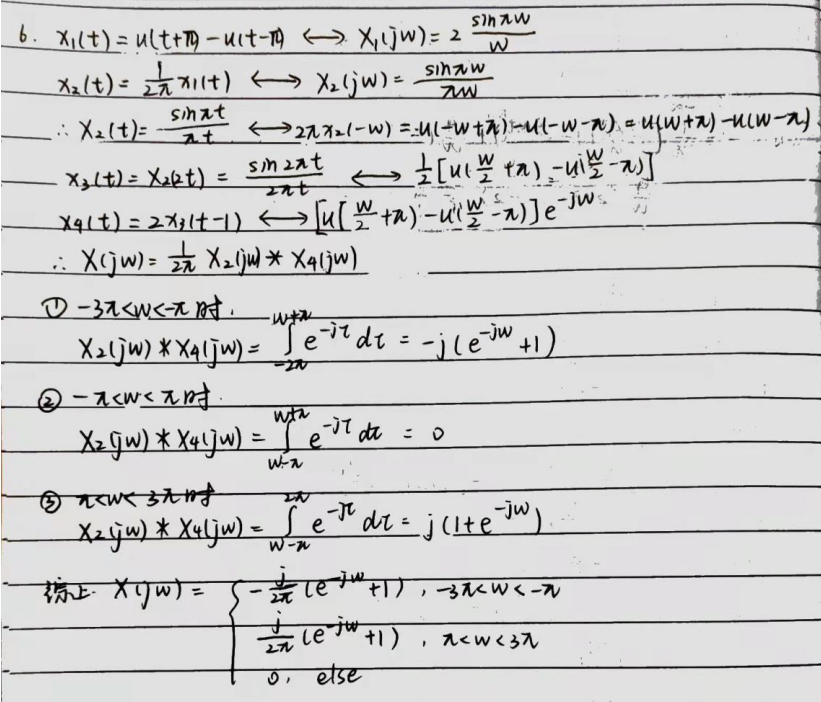 6. x₁(t) = u(t+π) - u(t-π) ⟷ X₁(jw) = 2 sinπw/w
x₂(t) = 1/2π x₁(t) ⟷ X₂(jw) = sinπw/πw
∴ X₂(t) = sinπt/πt ⟷ 2πx₂(-w) = u(-w+π) - u(-w-π) = u(w+π) - u(w-π)
x₃(t) = X₂(2t) = sin2πt/2πt ⟷ 1/2[u(w/2+π) - u(w/2-π)]
x₄(t) = 2x₃(t-1) ⟷ [u[w/2+π) - u(w/2-π)]e^-jw
∴ X(jw) = 1/2π X₂(jw) * X₄(jw)
① -3π<w<-π时.
X₂(jw) * X₄(jw) = ∫_{-2π}^{w+π} e^-jτ dτ = -j(e^-jw +1)
② -π<w<π时.
X₂(jw) * X₄(jw) = ∫_{w-π}^{w+π} e^-jτ dτ = 0
③ π<w<3π时
X₂(jw) * X₄(jw) = ∫_{w-π}^{2π} e^-jτ dτ = j(1+e^-jw)
综上. X(jw) = { -j/2π (e^-jw +1), -3π<w<-π
j/2π (e^-jw +1), π<w<3π
0, else